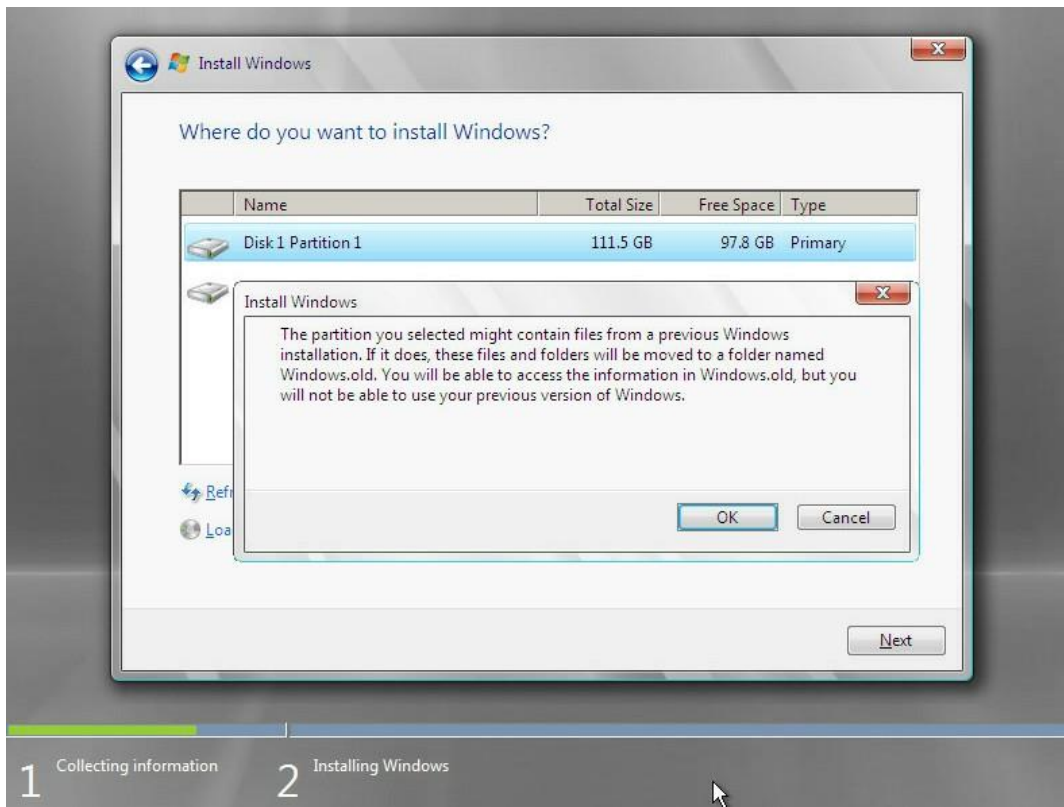 Install Windows
Where do you want to install Windows?
Name Total Size Free Space Type
Disk 1 Partition 1 111.5 GB 97.8 GB Primary
Install Windows
The partition you selected might contain files from a previous Windows
installation. If it does, these files and folders will be moved to a folder named
Windows.old. You will be able to access the information in Windows.old, but you
will not be able to use your previous version of Windows.
OK Cancel
Next
1 Collecting information 2 Installing Windows